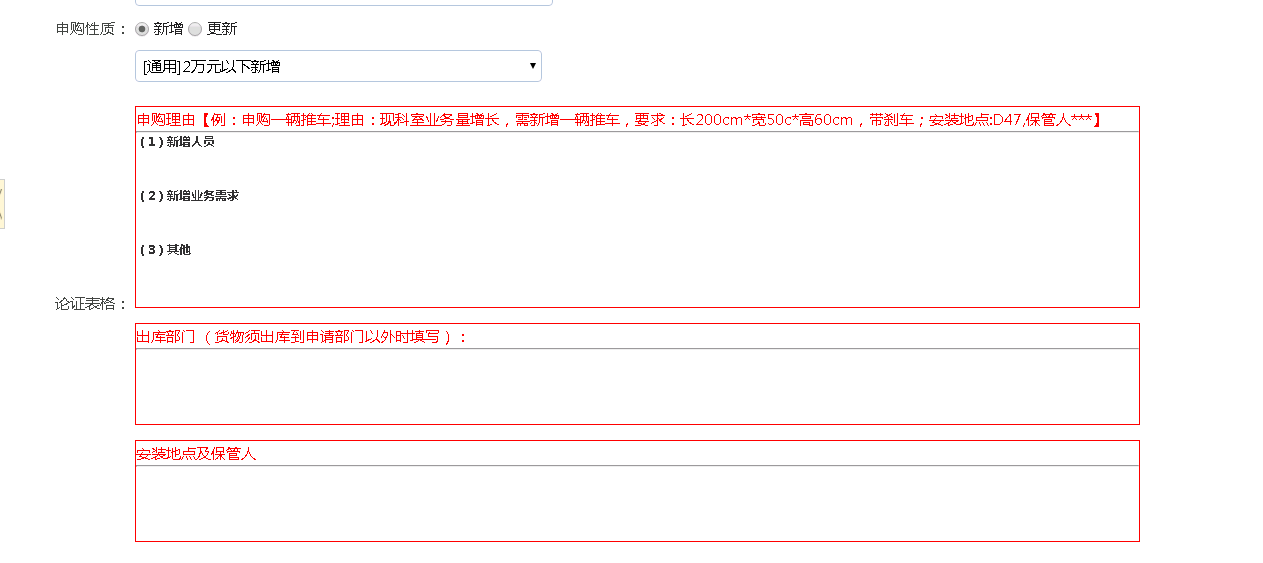 申购性质：新增 更新
[通用]2万元以下新增
申购理由【例：申购一辆推车;理由：现科室业务量增长，需新增一辆推车，要求：长200cm*宽50c*高60cm，带刹车；安装地点:D47,保管人***】
（1）新增人员
（2）新增业务需求
（3）其他
论证表格：
出库部门 （货物须出库到申请部门以外时填写）：
安装地点及保管人